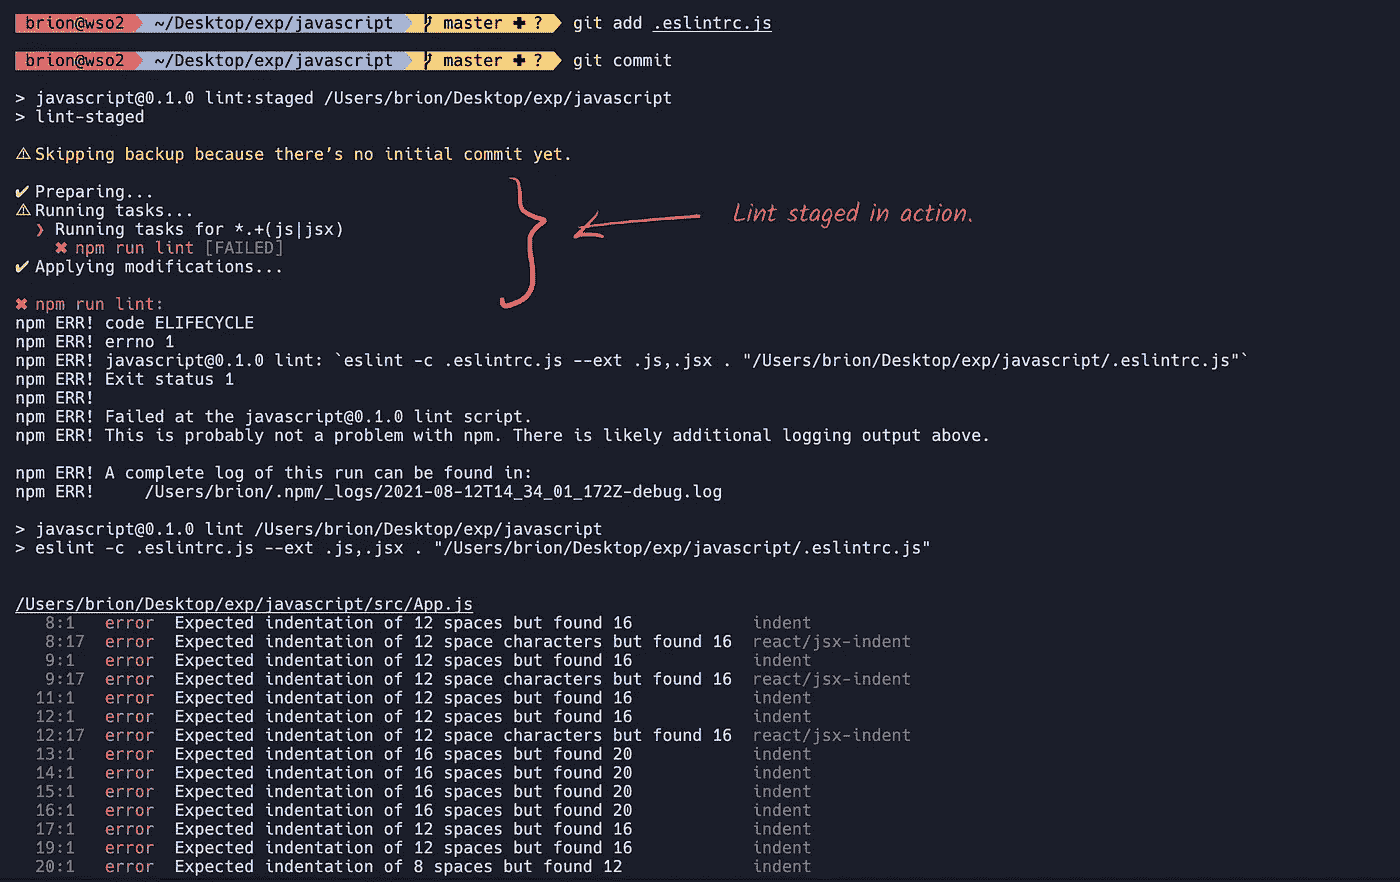 brion@wso2 ~/Desktop/exp/javascript master ✚ ? git add .eslintrc.js
brion@wso2 ~/Desktop/exp/javascript master ✚ ? git commit
> javascript@0.1.0 lint:staged /Users/brion/Desktop/exp/javascript
> lint-staged
⚠ Skipping backup because there’s no initial commit yet.
✔ Preparing...
⚠ Running tasks...
❯ Running tasks for *.+(js|jsx)
✖ npm run lint [FAILED]
✔ Applying modifications...
Lint staged in action.
✖ npm run lint:
npm ERR! code ELIFECYCLE
npm ERR! errno 1
npm ERR! javascript@0.1.0 lint: `eslint -c .eslintrc.js --ext .js,.jsx . "/Users/brion/Desktop/exp/javascript/.eslintrc.js"`
npm ERR! Exit status 1
npm ERR!
npm ERR! Failed at the javascript@0.1.0 lint script.
npm ERR! This is probably not a problem with npm. There is likely additional logging output above.
npm ERR! A complete log of this run can be found in:
npm ERR!     /Users/brion/.npm/_logs/2021-08-12T14_34_01_172Z-debug.log
> javascript@0.1.0 lint /Users/brion/Desktop/exp/javascript
> eslint -c .eslintrc.js --ext .js,.jsx . "/Users/brion/Desktop/exp/javascript/.eslintrc.js"
/Users/brion/Desktop/exp/javascript/src/App.js
8:1 error Expected indentation of 12 spaces but found 16 indent
8:17 error Expected indentation of 12 space characters but found 16 react/jsx-indent
9:1 error Expected indentation of 12 spaces but found 16 indent
9:17 error Expected indentation of 12 space characters but found 16 react/jsx-indent
11:1 error Expected indentation of 12 spaces but found 16 indent
12:1 error Expected indentation of 12 spaces but found 16 indent
12:17 error Expected indentation of 12 space characters but found 16 react/jsx-indent
13:1 error Expected indentation of 16 spaces but found 20 indent
14:1 error Expected indentation of 16 spaces but found 20 indent
15:1 error Expected indentation of 16 spaces but found 20 indent
16:1 error Expected indentation of 16 spaces but found 20 indent
17:1 error Expected indentation of 12 spaces but found 16 indent
19:1 error Expected indentation of 12 spaces but found 16 indent
20:1 error Expected indentation of 8 spaces but found 12 indent